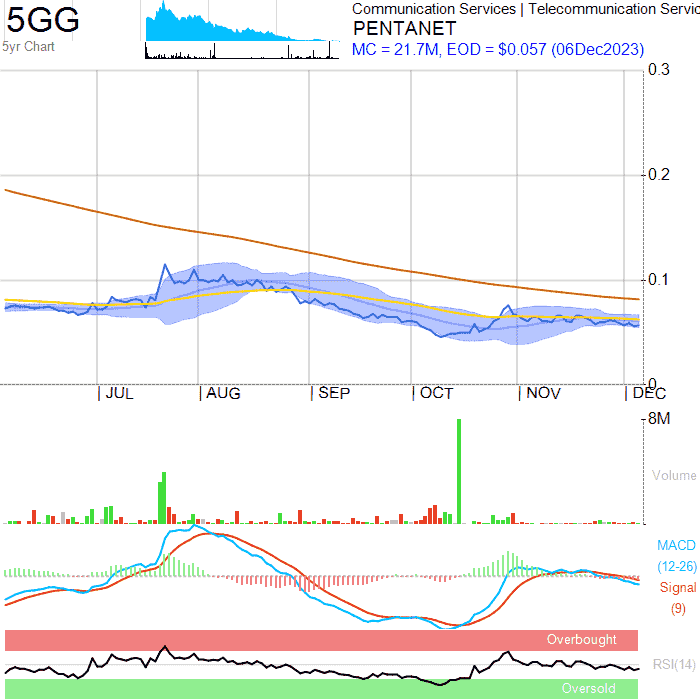 5GG
5yr Chart
Communication Services | Telecommunication Servic
PENTANET
MC = 21.7M, EOD = $0.057 (06Dec2023)
0.3
0.2
0.1
0
JUL
AUG
SEP
OCT
NOV
DEC
8M
Volume
MACD
(12-26)
Signal
(9)
Overbought
RSI(14)
Oversold